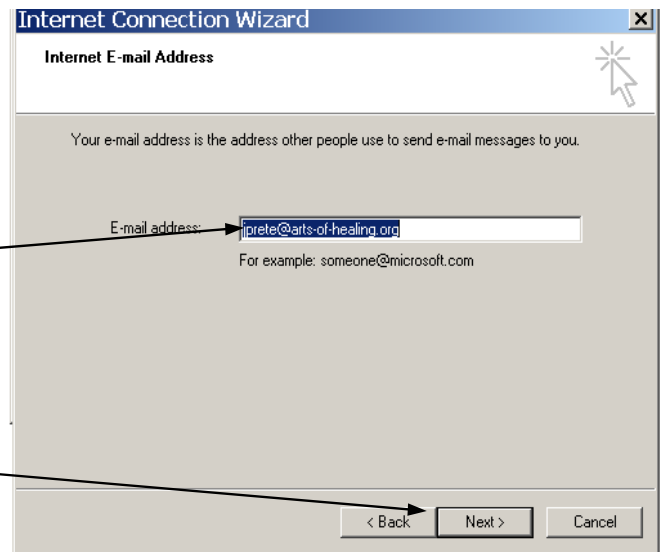 Internet Connection Wizard
Internet E-mail Address
Your e-mail address is the address other people use to send e-mail messages to you.
E-mail address: jprete@arts-of-healing.org
For example: someone@microsoft.com
< Back Next > Cancel